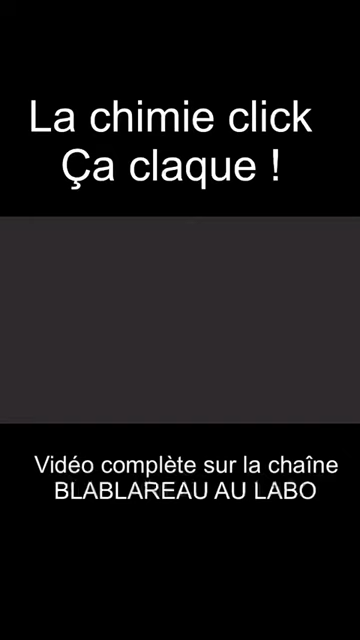 La chimie click
Ça claque !
Vidéo complète sur la chaîne
BLABLAREAU AU LABO